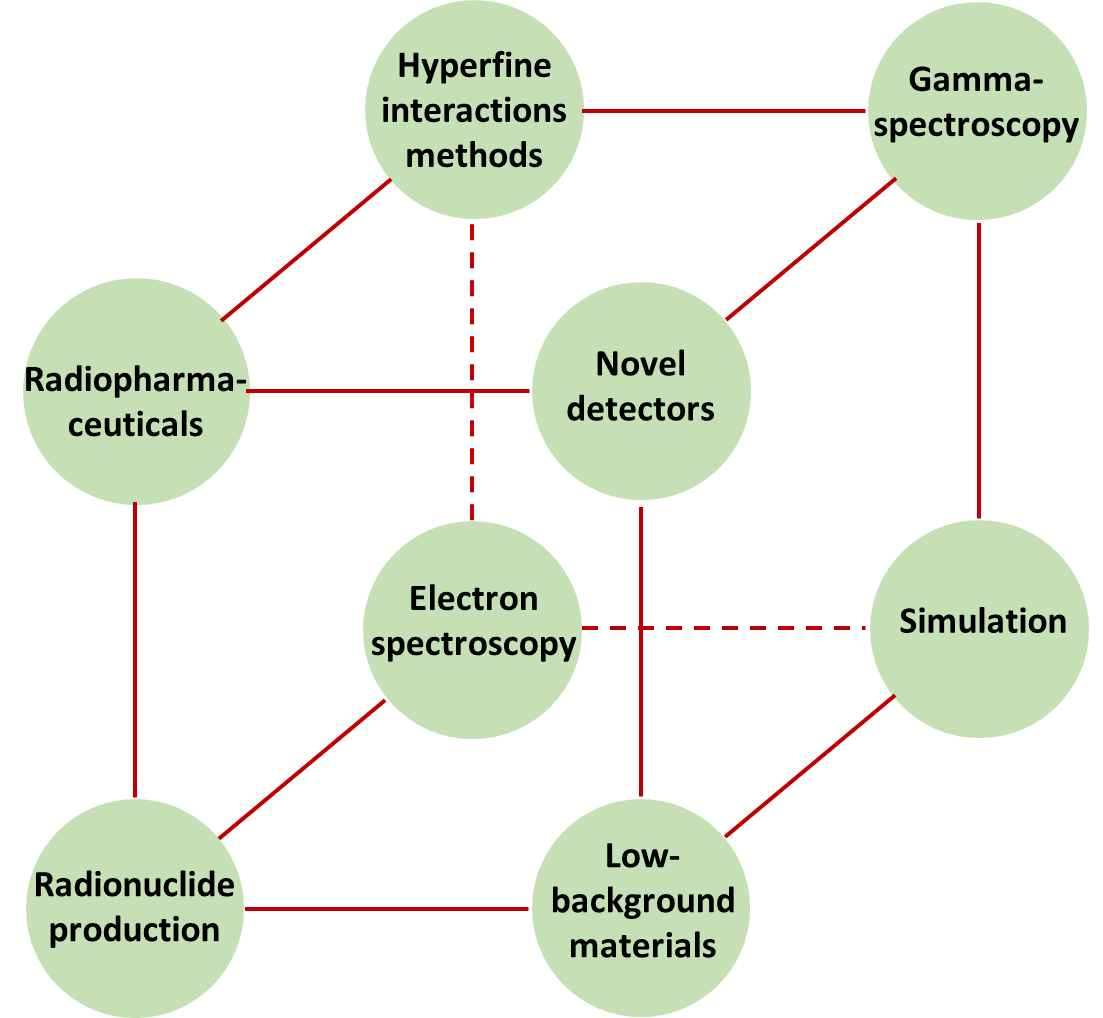 Hyperfine
interactions
methods
Gamma-
spectroscopy
Radiopharma-
ceuticals
Novel
detectors
Electron
spectroscopy
Simulation
Radionuclide
production
Low-
background
materials